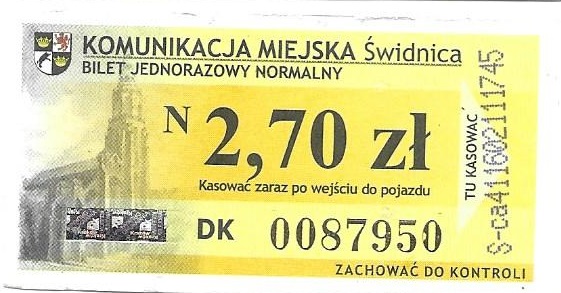 KOMUNIKACJA MIEJSKA Świdnica
BILET JEDNORAZOWY NORMALNY
N 2,70 zł
Kasować zaraz po wejściu do pojazdu
DK 0087950
ZACHOWAĆ DO KONTROLI
TU KASOWAĆ
S-ca411602111745